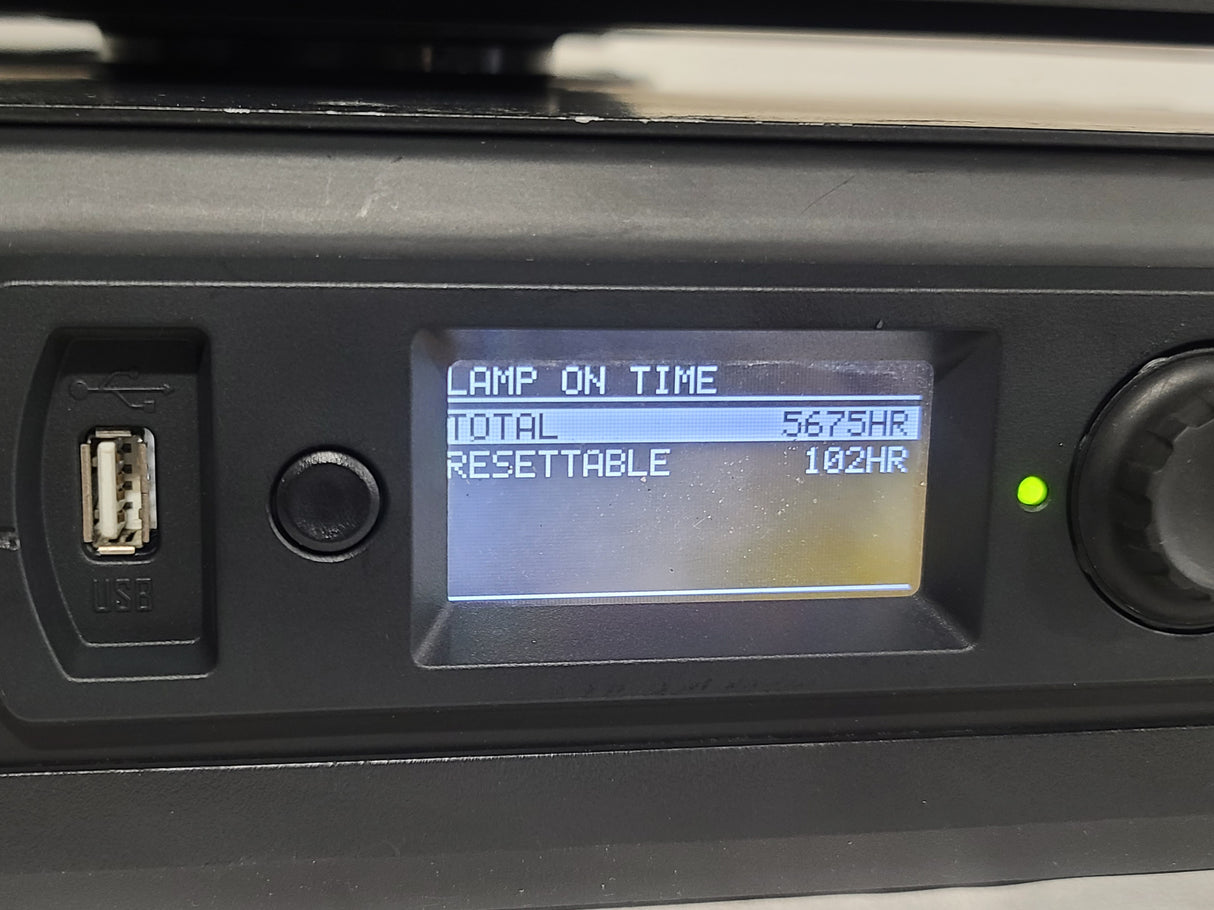 LAMP ON TIME
TOTAL 5675HR
RESETTABLE 102HR
USB